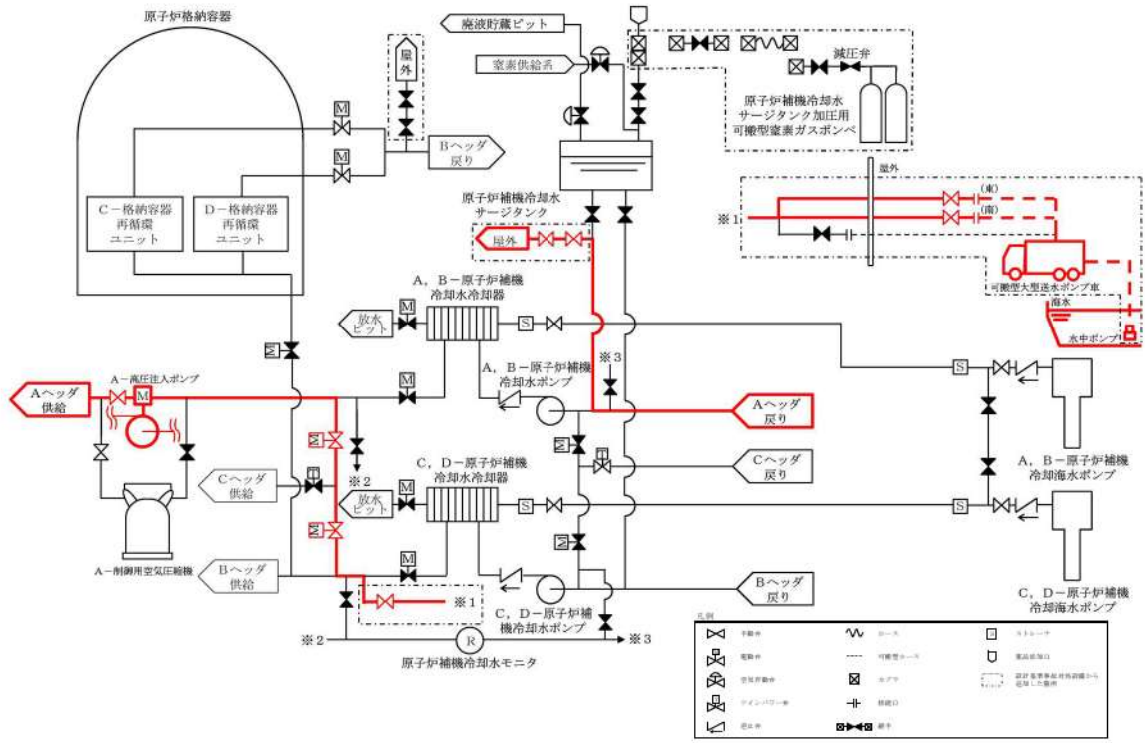 原子炉格納容器
屋外
M
M
Bヘッダ
戻り
C-格納容器
再循環
ユニット
D-格納容器
再循環
ユニット
廃液貯蔵ピット
窒素供給系
減圧弁
原子炉補機冷却水
サージタンク加圧用
可搬型窒素ガスボンベ
屋外
(東)
(南)
※1
可搬型大型送水ポンプ車
海水
水中ポンプ
原子炉補機冷却水
サージタンク
屋外
A, B-原子炉補機
冷却水冷却器
放水
ピット
M
S
A, B-原子炉補機
冷却水ポンプ
※3
M
A-高圧注入ポンプ
Aヘッダ
供給
M
M
M
Aヘッダ
戻り
S
A, B-原子炉補機
冷却海水ポンプ
※2
M
Cヘッダ
戻り
C, D-原子炉補機
冷却水冷却器
Cヘッダ
供給
放水
ピット
M
S
S
M
M
A-制御用空気圧縮機
Bヘッダ
供給
M
※1
C, D-原子炉補
機冷却水ポンプ
Bヘッダ
戻り
C, D-原子炉補機
冷却海水ポンプ
※2
R
※3
原子炉補機冷却水モニタ
凡例
手動弁
ホース
S
ストレーナ
電動弁
可搬型ホース
空気作動弁
カプラ
ツインパワー弁
接続口
逆止弁
継手